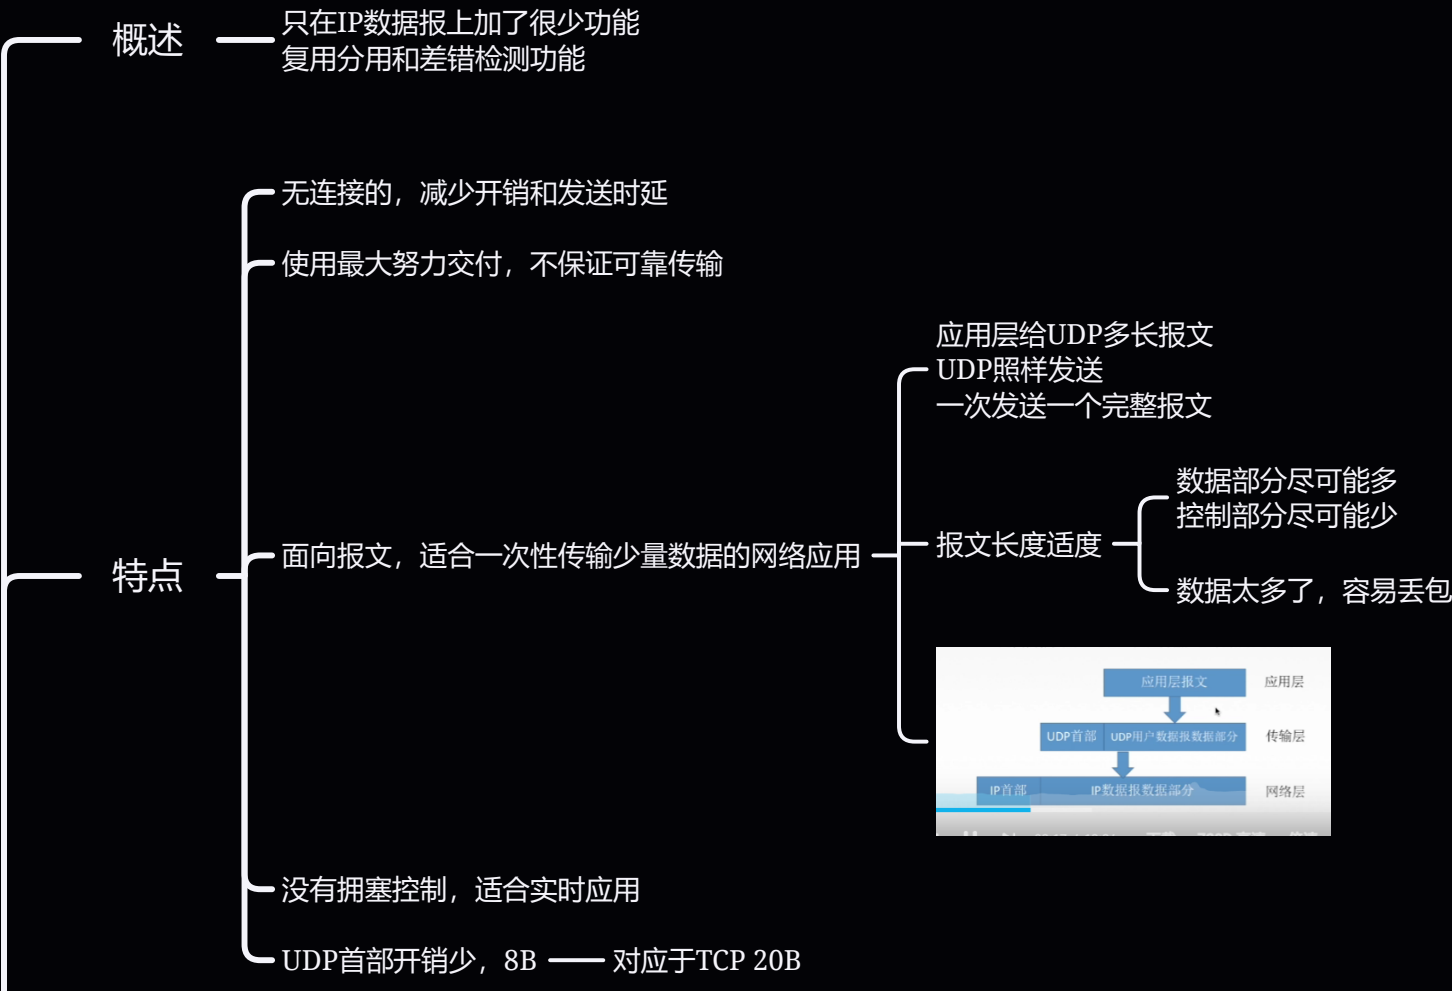 概述
只在IP数据报上加了很少功能
复用分用和差错检测功能
特点
无连接的，减少开销和发送时延
使用最大努力交付，不保证可靠传输
面向报文，适合一次性传输少量数据的网络应用
应用层给UDP多长报文
UDP照样发送
一次发送一个完整报文
报文长度适度
数据部分尽可能多
控制部分尽可能少
数据太多了，容易丢包
应用层报文 应用层
UDP首部 UDP用户数据报数据部分 传输层
IP首部 IP数据报数据部分 网络层
没有拥塞控制，适合实时应用
UDP首部开销少，8B 对应于TCP 20B